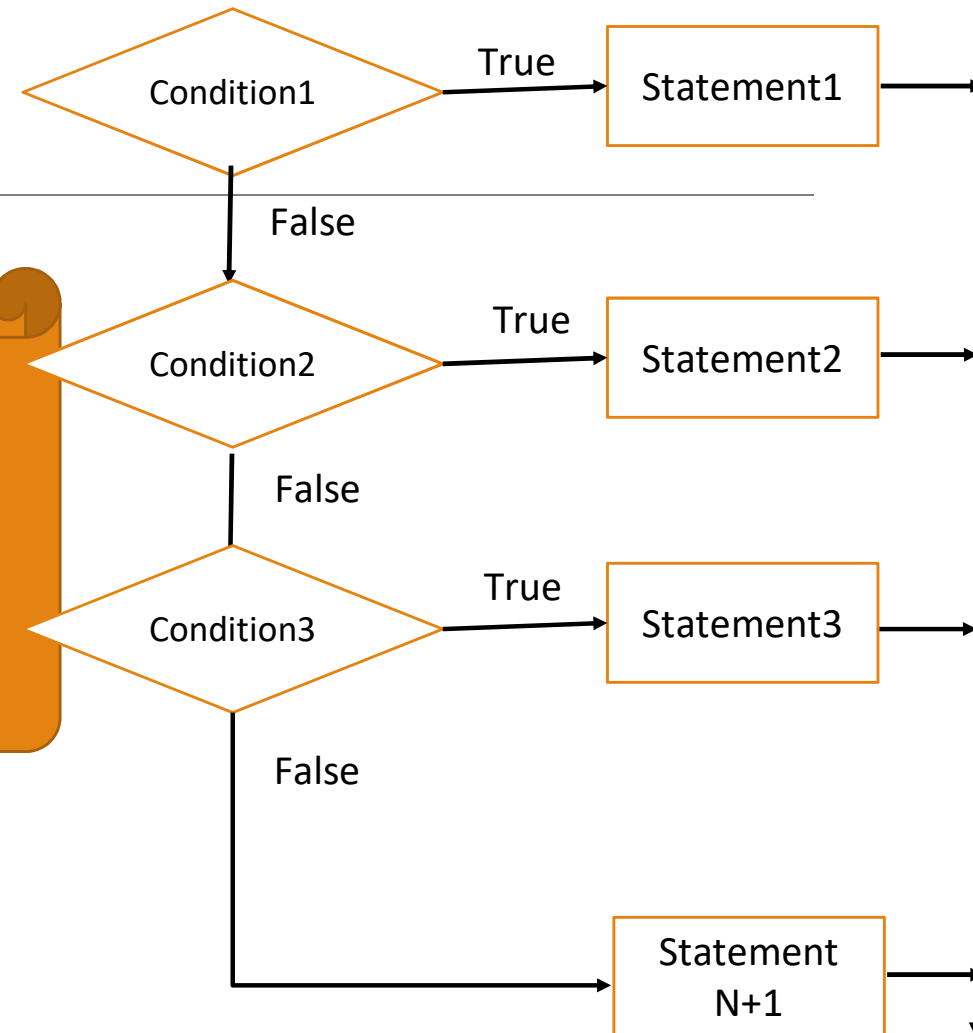 Condition1
True
Statement1
False
Condition2
True
Statement2
False
Condition3
True
Statement3
False
Statement
N+1